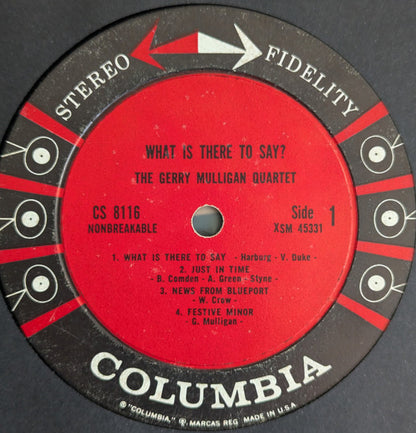 STEREO FIDELITY
WHAT IS THERE TO SAY?
THE GERRY MULLIGAN QUARTET
CS 8116
NONBREAKABLE
Side 1
XSM 45331
1. WHAT IS THERE TO SAY - Harburg - V. Duke -
2. JUST IN TIME
- B. Comden - A. Green - Styne -
3. NEWS FROM BLUEPORT
- W. Crow -
4. FESTIVE MINOR
- G. Mulligan -
COLUMBIA
® "COLUMBIA," ®, MARCAS REG. MADE IN U.S.A.